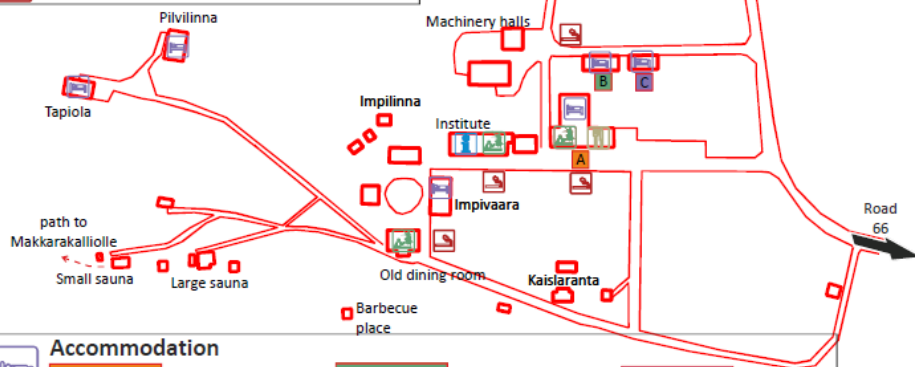 Pilvilinna
Machinery halls
B
C
Tapiola
Impilinna
Institute
A
Impivaara
path to
Makkarakalliolle
Road
66
Small sauna
Large sauna
Old dining room
Kaislaranta
Barbecue
place
Accommodation